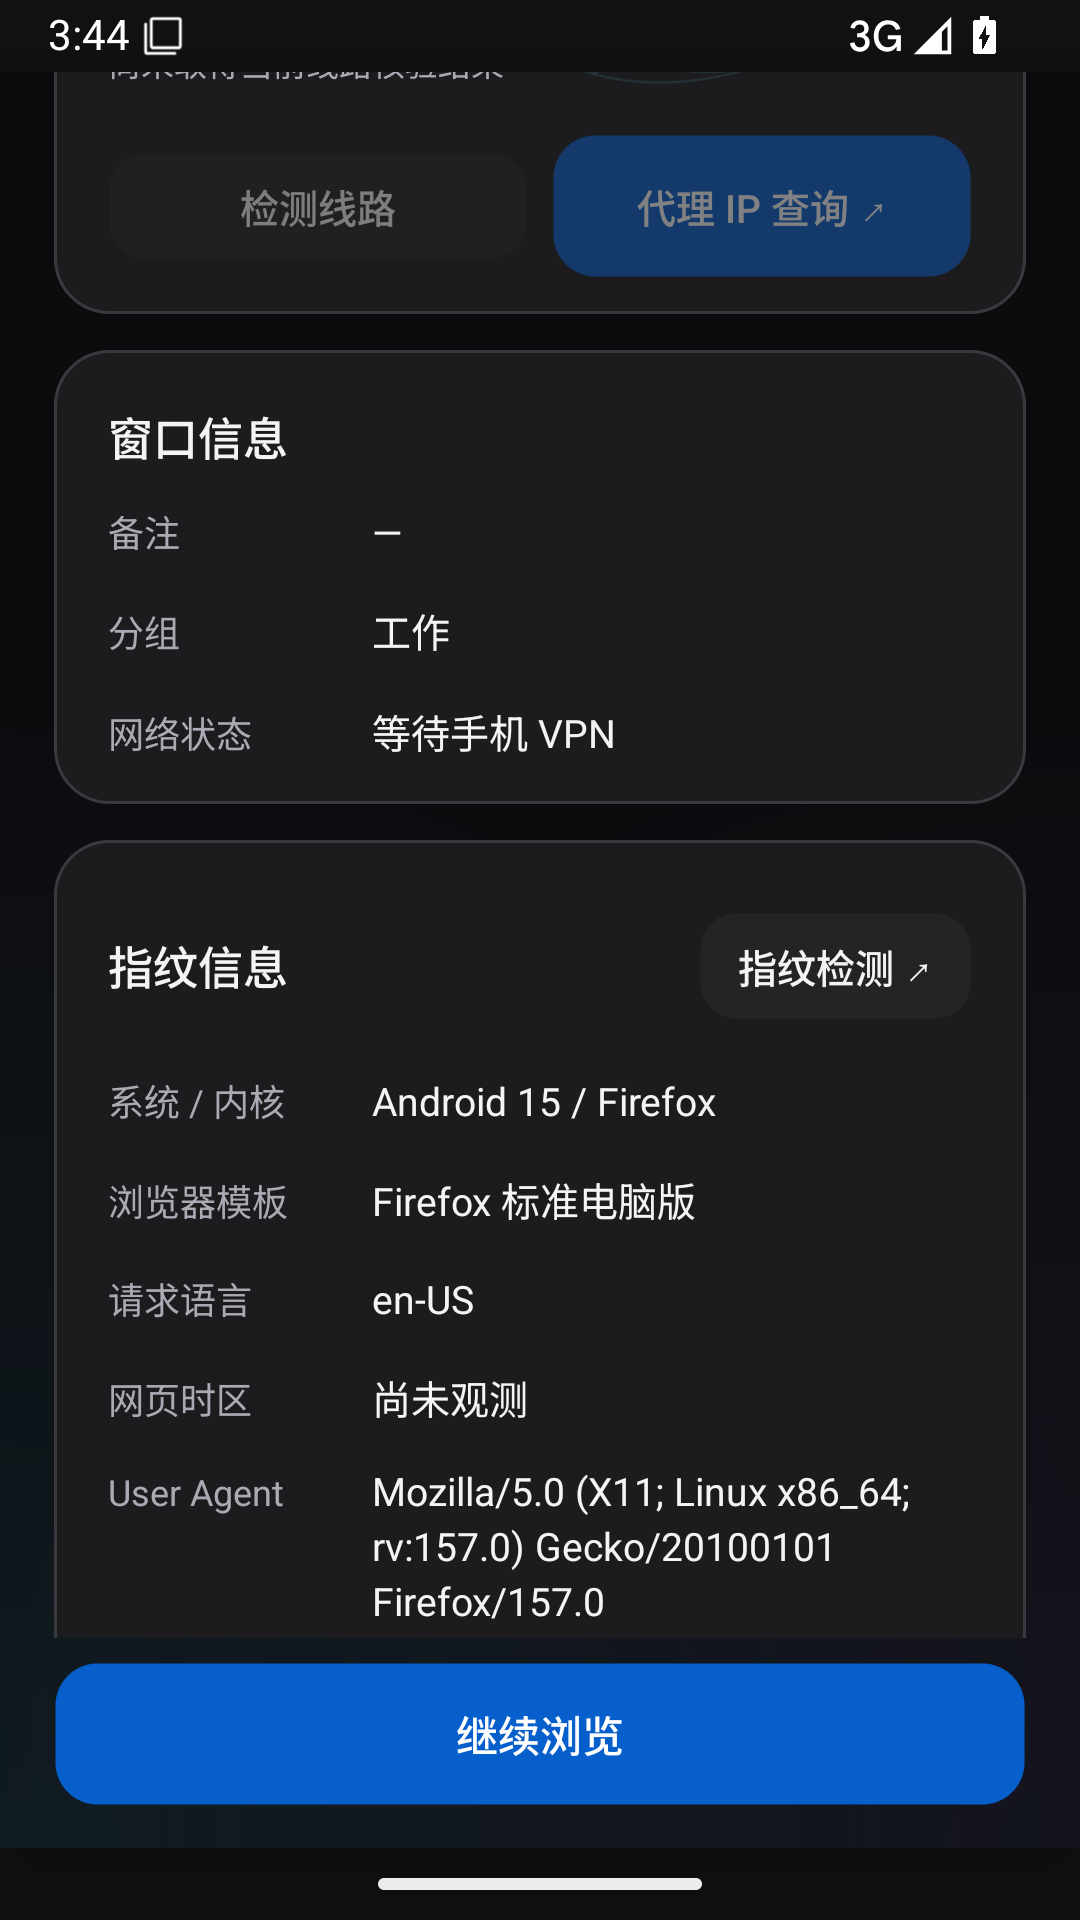 3:44
3G
检测线路
代理 IP 查询 ↗
窗口信息
备注 —
分组 工作
网络状态 等待手机 VPN
指纹信息
指纹检测 ↗
系统 / 内核 Android 15 / Firefox
浏览器模板 Firefox 标准电脑版
请求语言 en-US
网页时区 尚未观测
User Agent Mozilla/5.0 (X11; Linux x86_64;
rv:157.0) Gecko/20100101
Firefox/157.0
继续浏览